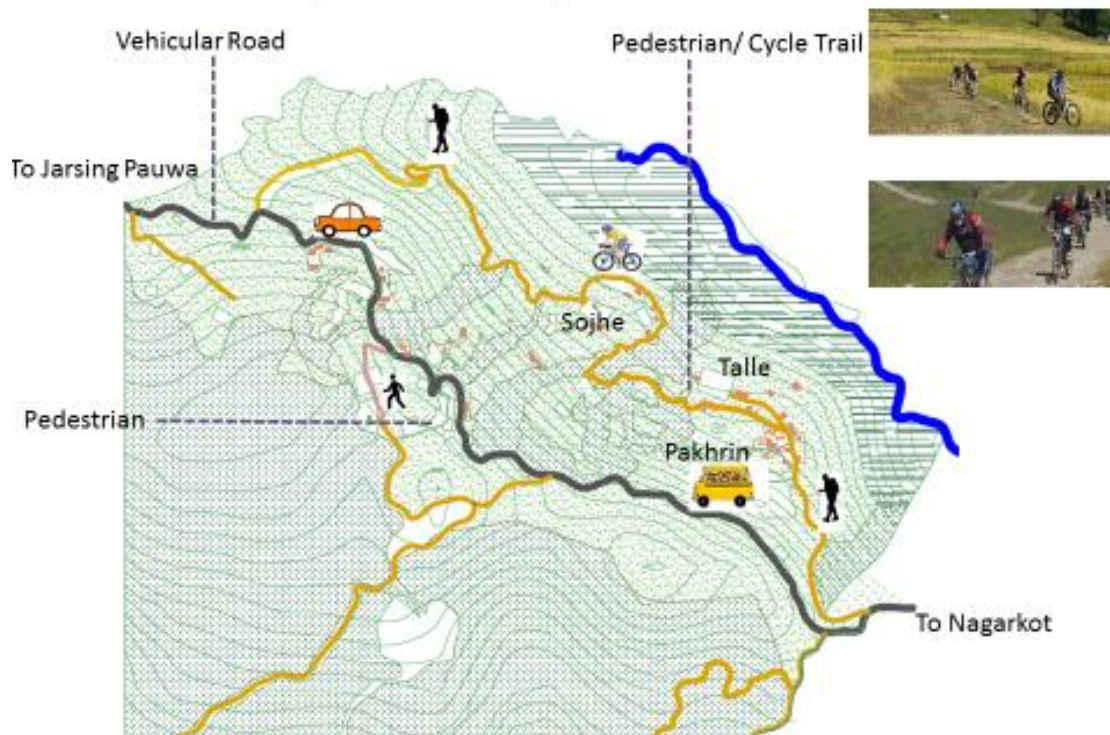 Vehicular Road
Pedestrian/ Cycle Trail
To Jarsing Pauwa
Sojhe
Talle
Pedestrian
Pakhrin
To Nagarkot